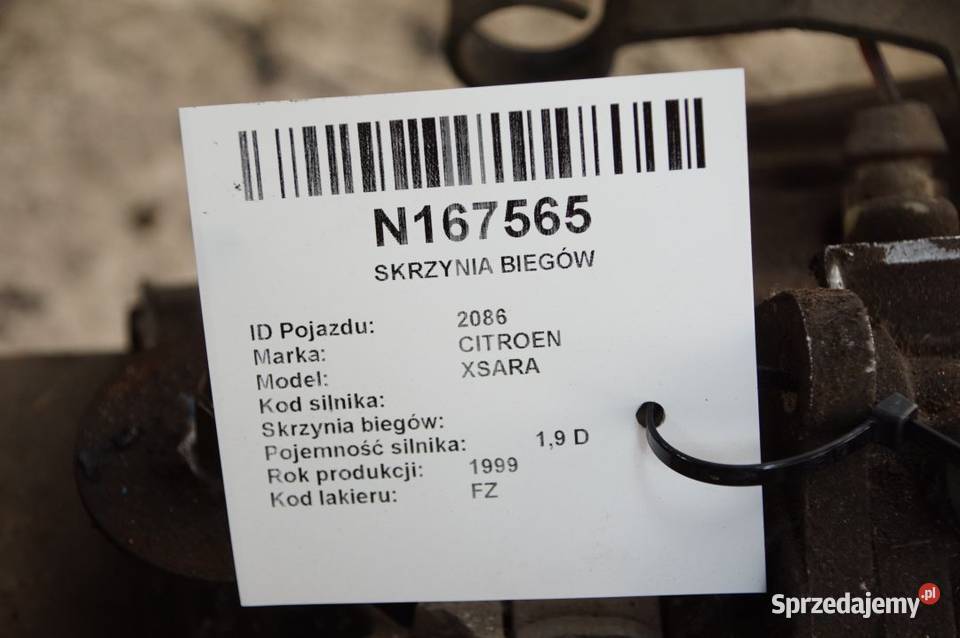 N167565
SKRZYNIA BIEGÓW
ID Pojazdu: 2086
Marka: CITROEN
Model: XSARA
Kod silnika:
Skrzynia biegów:
Pojemność silnika: 1,9 D
Rok produkcji: 1999
Kod lakieru: FZ
Sprzedajemy.pl